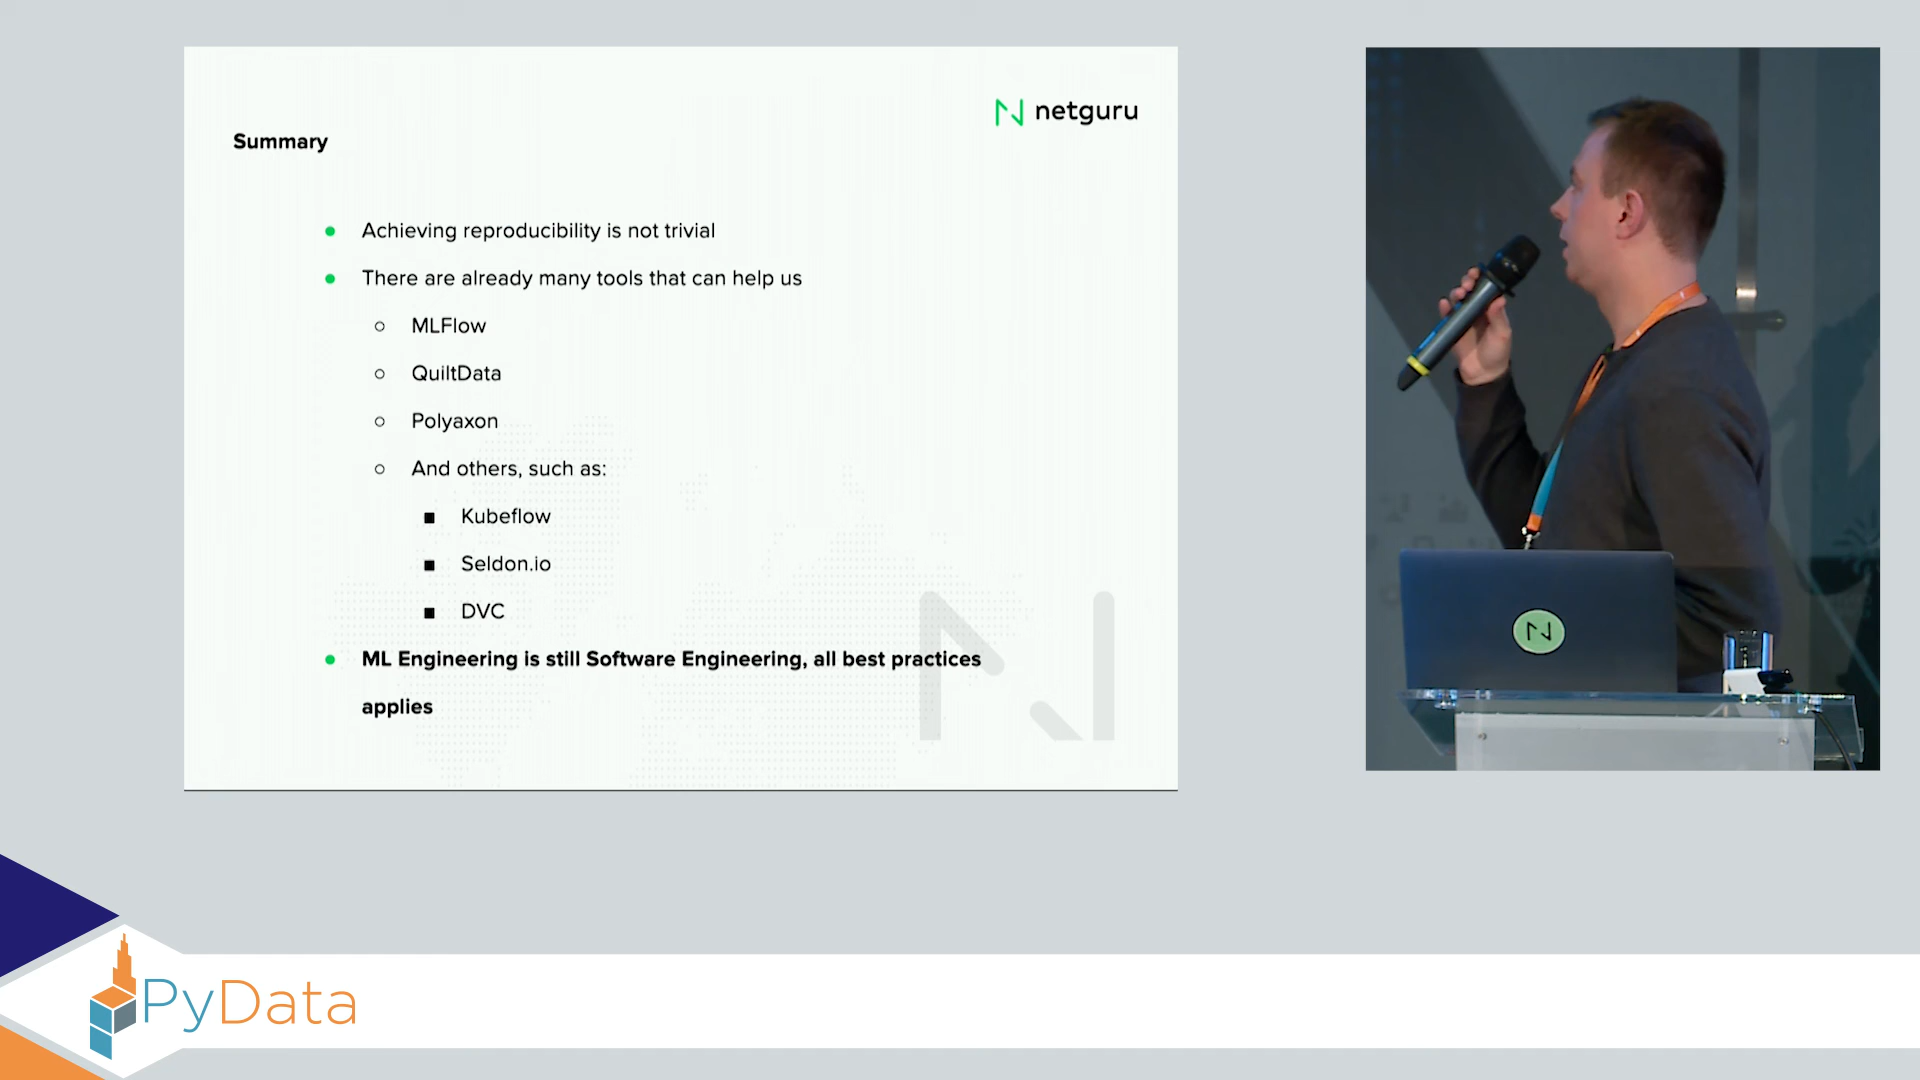 netguru
Summary
Achieving reproducibility is not trivial
There are already many tools that can help us
MLFlow
QuiltData
Polyaxon
And others, such as:
Kubeflow
Seldon.io
DVC
ML Engineering is still Software Engineering, all best practices
applies
PyData